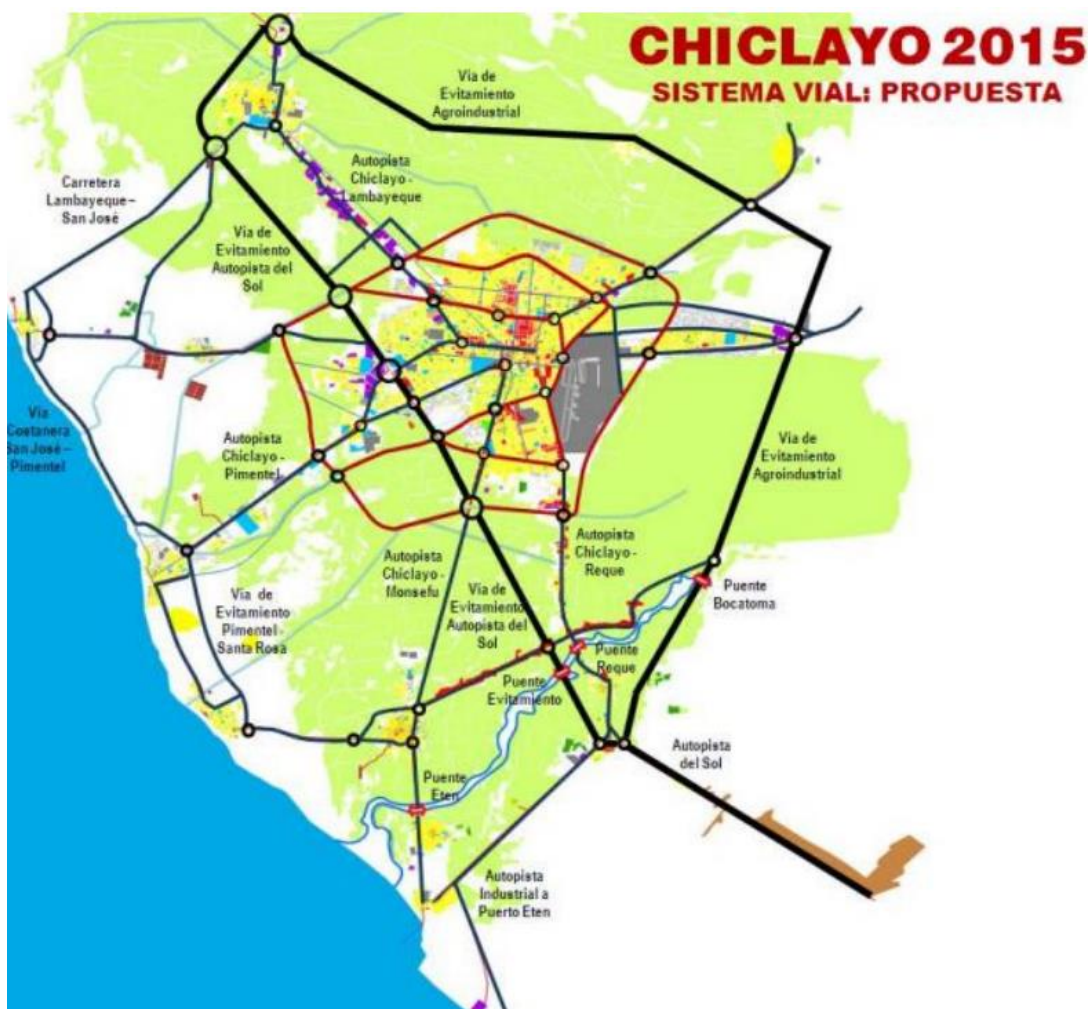 CHICLAYO 2015
SISTEMA VIAL: PROPUESTA
Vía de
Evitamiento
Agroindustrial
Autopista
Chiclayo -
Lambayeque
Carretera
Lambayeque –
San José
Vía de
Evitamiento
Autopista del
Sol
Vía
Costanera
San José –
Pimentel
Autopista
Chiclayo -
Pimentel
Vía de
Evitamiento
Agroindustrial
Autopista
Chiclayo -
Monsefu
Vía de
Evitamiento
Autopista del
Sol
Autopista
Chiclayo -
Reque
Puente
Bocatoma
Vía de
Evitamiento
Pimentel -
Santa Rosa
Puente
Reque
Puente
Evitamiento
Autopista
del Sol
Puente
Eten
Autopista
Industrial a
Puerto Eten